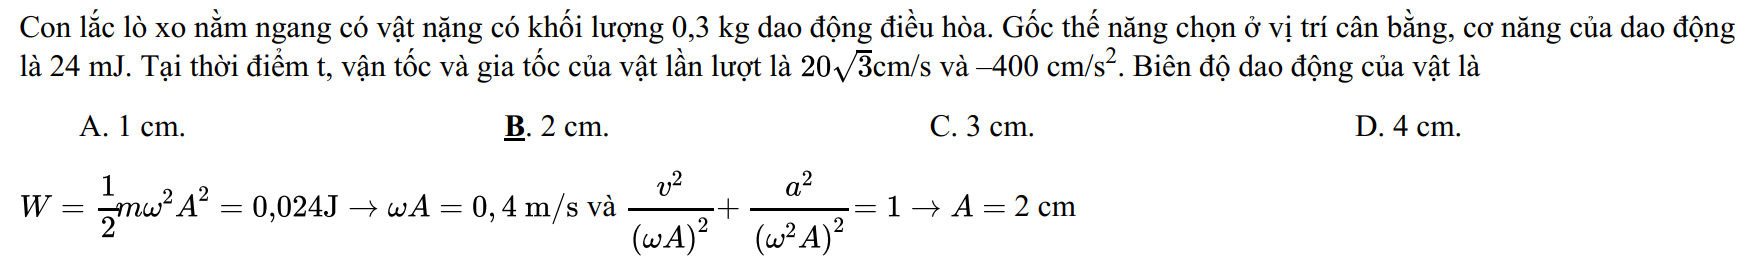 Con lắc lò xo nằm ngang có vật nặng có khối lượng 0,3 kg dao động điều hòa. Gốc thế năng chọn ở vị trí cân bằng, cơ năng của dao động
là 24 mJ. Tại thời điểm t, vận tốc và gia tốc của vật lần lượt là 20√3cm/s và –400 cm/s². Biên độ dao động của vật là
A. 1 cm. B. 2 cm. C. 3 cm. D. 4 cm.
W = 1/2 mω²A² = 0,024J → ωA = 0,4 m/s và v²/(ωA)² + a²/(ω²A)² = 1 → A = 2 cm